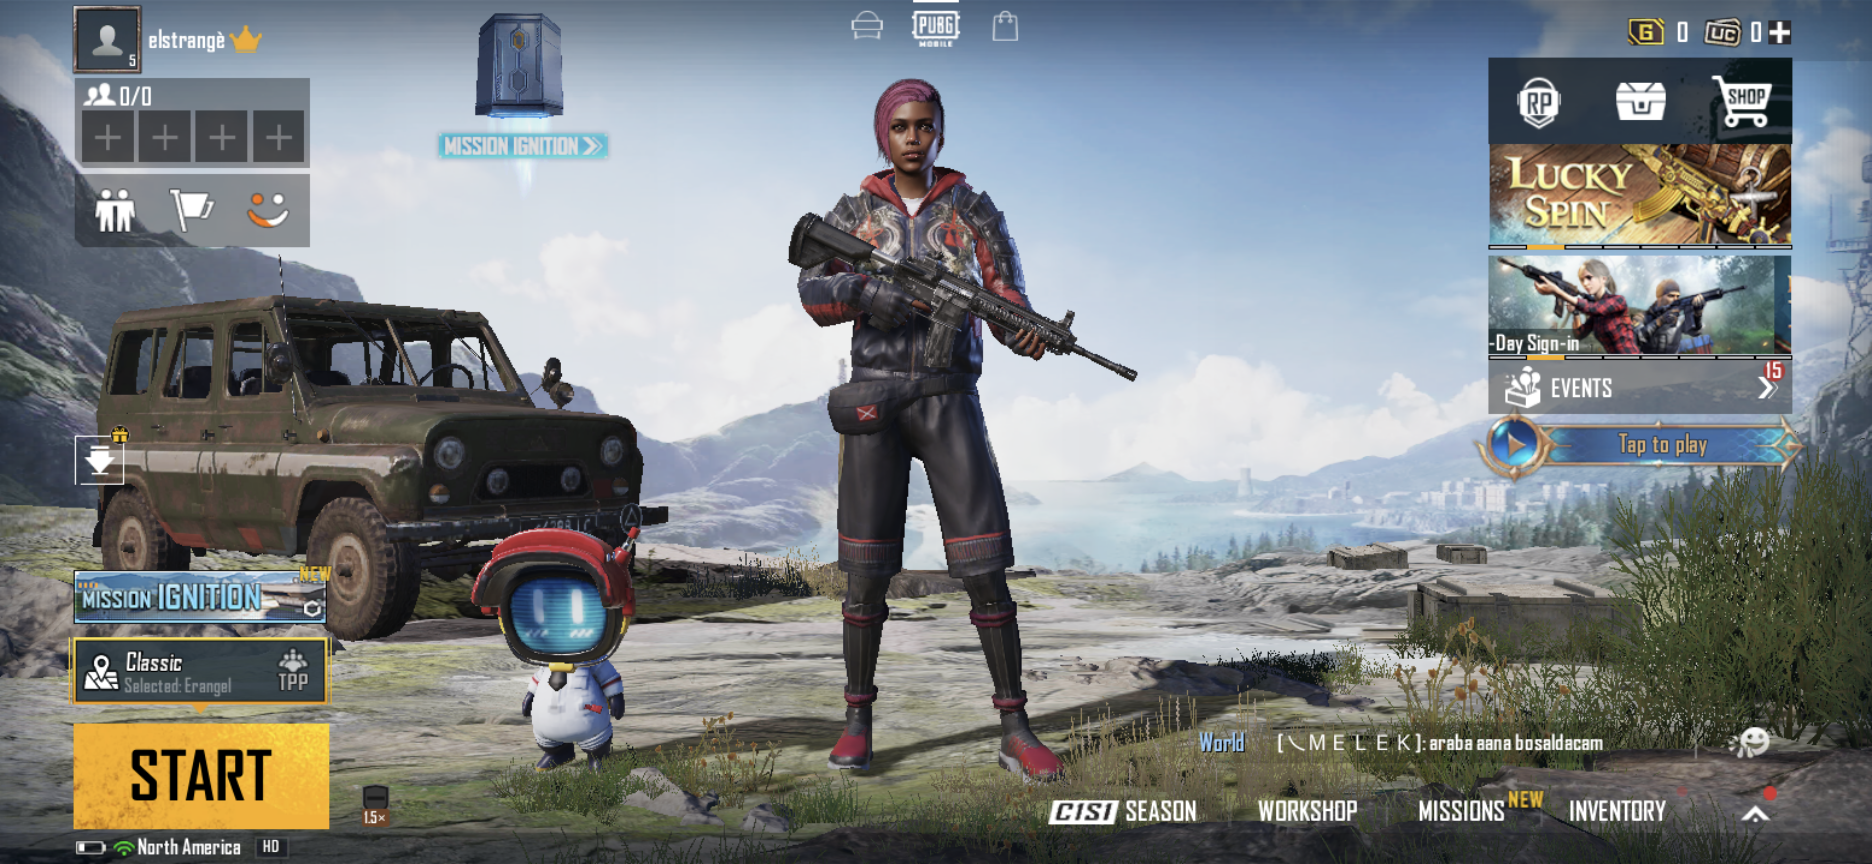 elstrangè
5
0/0
MISSION IGNITION
PUBG
MOBILE
G 0 UC 0
RP
SHOP
LUCKY
SPIN
-Day Sign-in
EVENTS
15
Tap to play
NEW
MISSION IGNITION
Classic
Selected: Erangel
TPP
START
1.5×
North America HD
World [乀M E L E K]: araba aana bosaldacam
C1S1 SEASON
WORKSHOP
MISSIONS NEW
INVENTORY